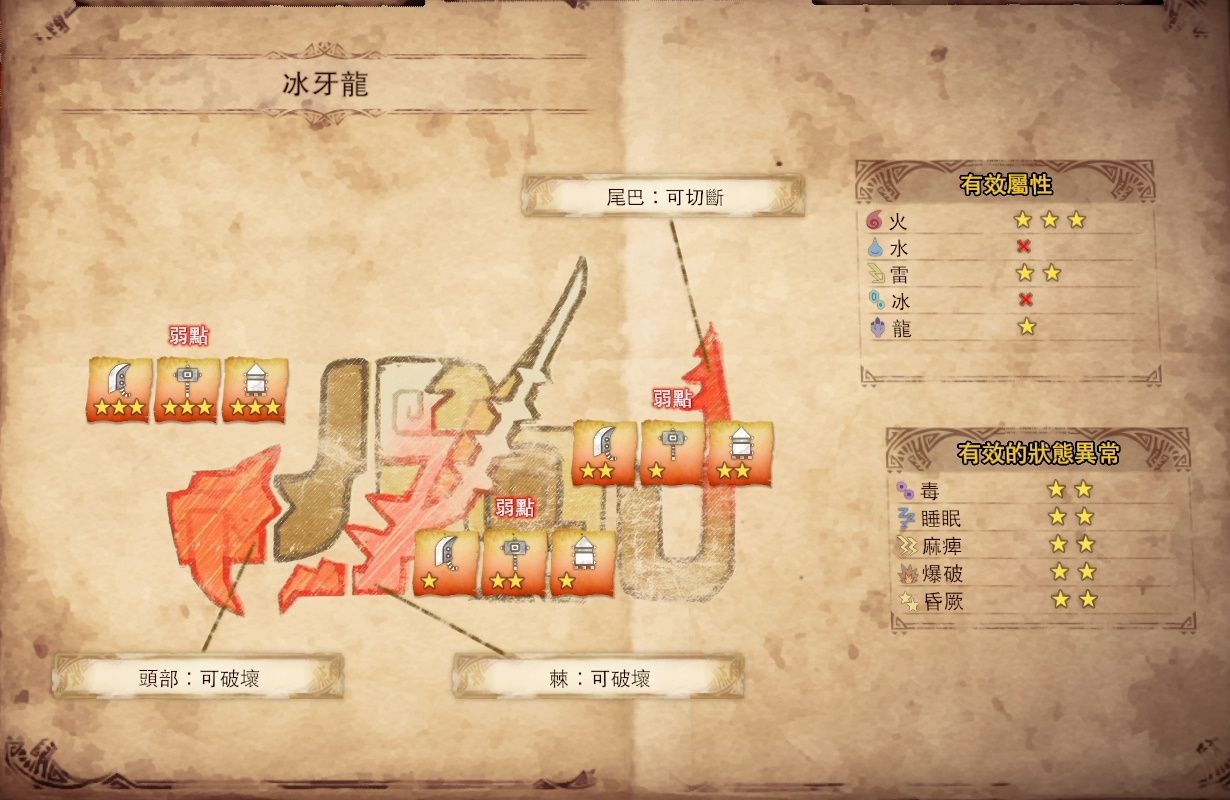 冰牙龍
尾巴：可切斷
弱點
弱點
弱點
頭部：可破壞
棘：可破壞
有效屬性
火
水
雷
冰
龍
有效的狀態異常
毒
睡眠
麻痺
爆破
昏厥